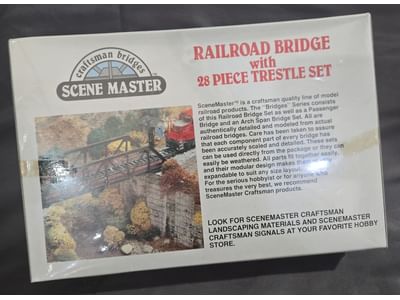 craftsman bridges
SCENE MASTER™
RAILROAD BRIDGE
with
28 PIECE TRESTLE SET
SceneMaster™ is a craftsman quality line of model
railroad products. The "Bridges" Series consists
of this Railroad Bridge Set as well as a Passenger
Bridge and an Arch Span Bridge Set. All are
authentically detailed and modeled from actual
railroad bridges. Care has been taken to assure
that each component part of every bridge has
been accurately scaled and detailed. These sets
can be used directly from the package or they can
easily be weathered. All parts fit together easily,
and their modular design makes them
expandable to suit any size layout.
For the serious hobbyist or for anyone who
treasures the very best, we recommend
SceneMaster Craftsman products.
LOOK FOR SCENEMASTER CRAFTSMAN
LANDSCAPING MATERIALS AND SCENEMASTER
CRAFTSMAN SIGNALS AT YOUR FAVORITE HOBBY
STORE.